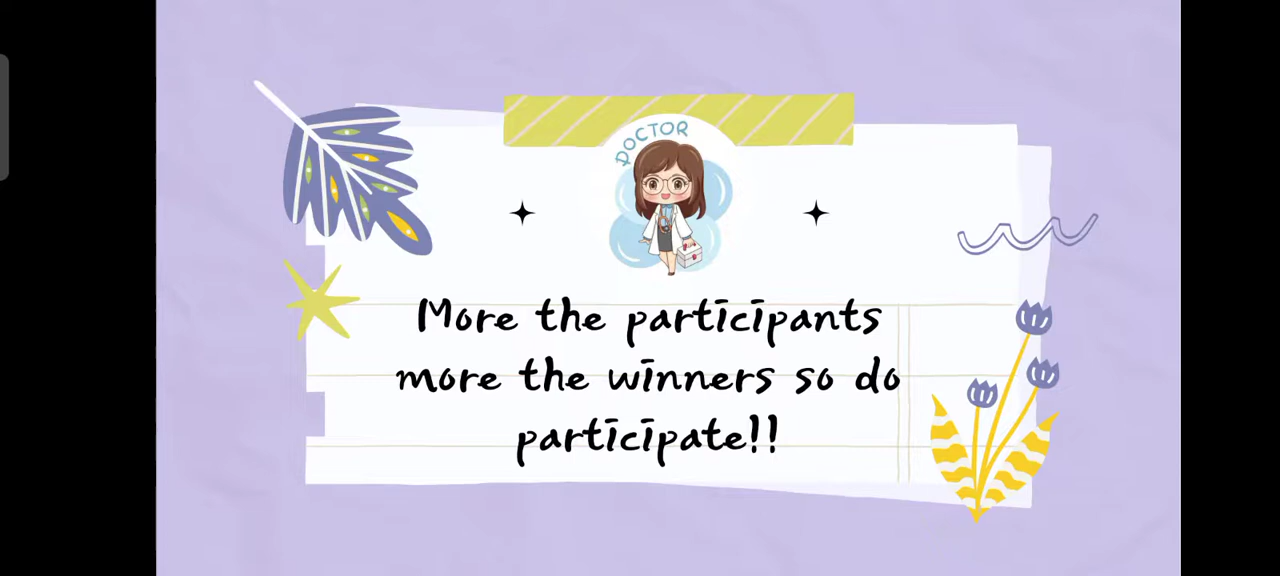 DOCTOR
More the participants
more the winners so do
participate!!